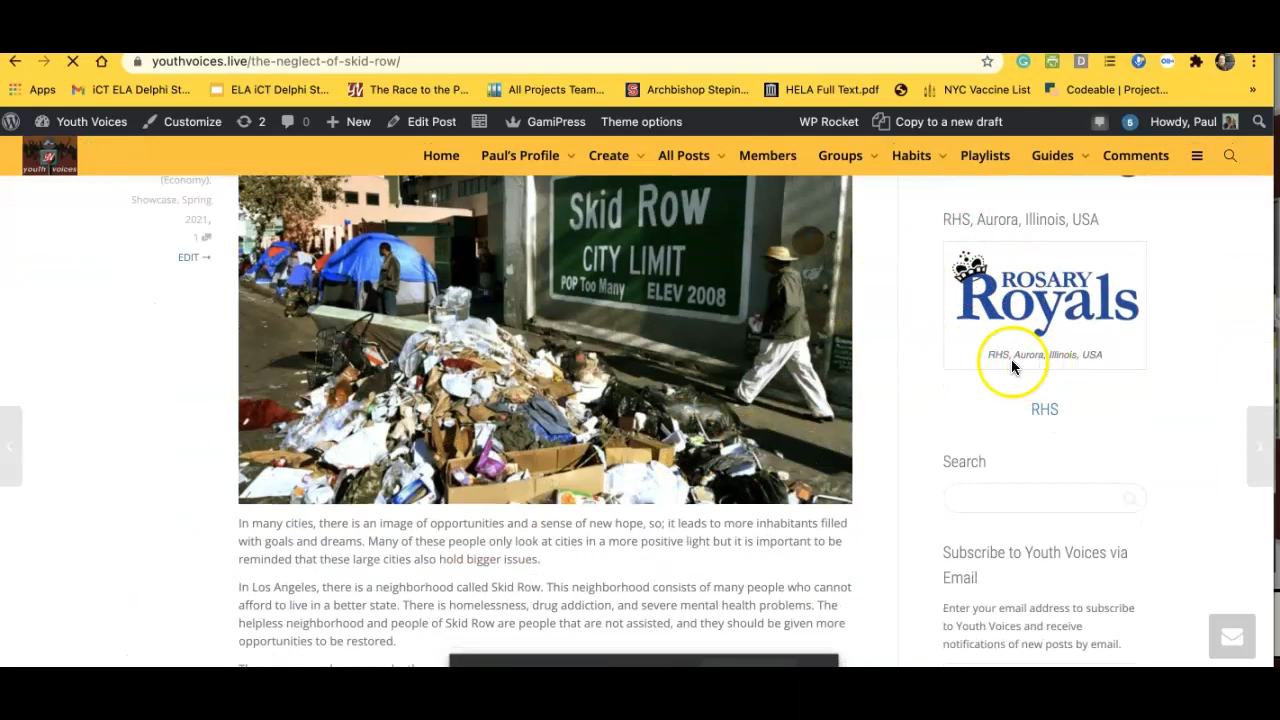 youthvoices.live/the-neglect-of-skid-row/
Apps iCT ELA Delphi St... ELA iCT Delphi St... The Race to the P... All Projects Team... Archbishop Stepin... HELA Full Text.pdf NYC Vaccine List Codeable | Project... »
Youth Voices Customize 2 0 New Edit Post GamiPress Theme options WP Rocket Copy to a new draft 5 Howdy, Paul
youth voices Home Paul's Profile Create All Posts Members Groups Habits Playlists Guides Comments
(Economy),
Showcase, Spring
2021,
1
EDIT →
Skid Row
CITY LIMIT
POP Too Many ELEV 2008
RHS, Aurora, Illinois, USA
ROSARY
Royals
RHS, Aurora, Illinois, USA
RHS
Search
In many cities, there is an image of opportunities and a sense of new hope, so; it leads to more inhabitants filled
with goals and dreams. Many of these people only look at cities in a more positive light but it is important to be
reminded that these large cities also hold bigger issues.
In Los Angeles, there is a neighborhood called Skid Row. This neighborhood consists of many people who cannot
afford to live in a better state. There is homelessness, drug addiction, and severe mental health problems. The
helpless neighborhood and people of Skid Row are people that are not assisted, and they should be given more
opportunities to be restored.
Subscribe to Youth Voices via
Email
Enter your email address to subscribe
to Youth Voices and receive
notifications of new posts by email.